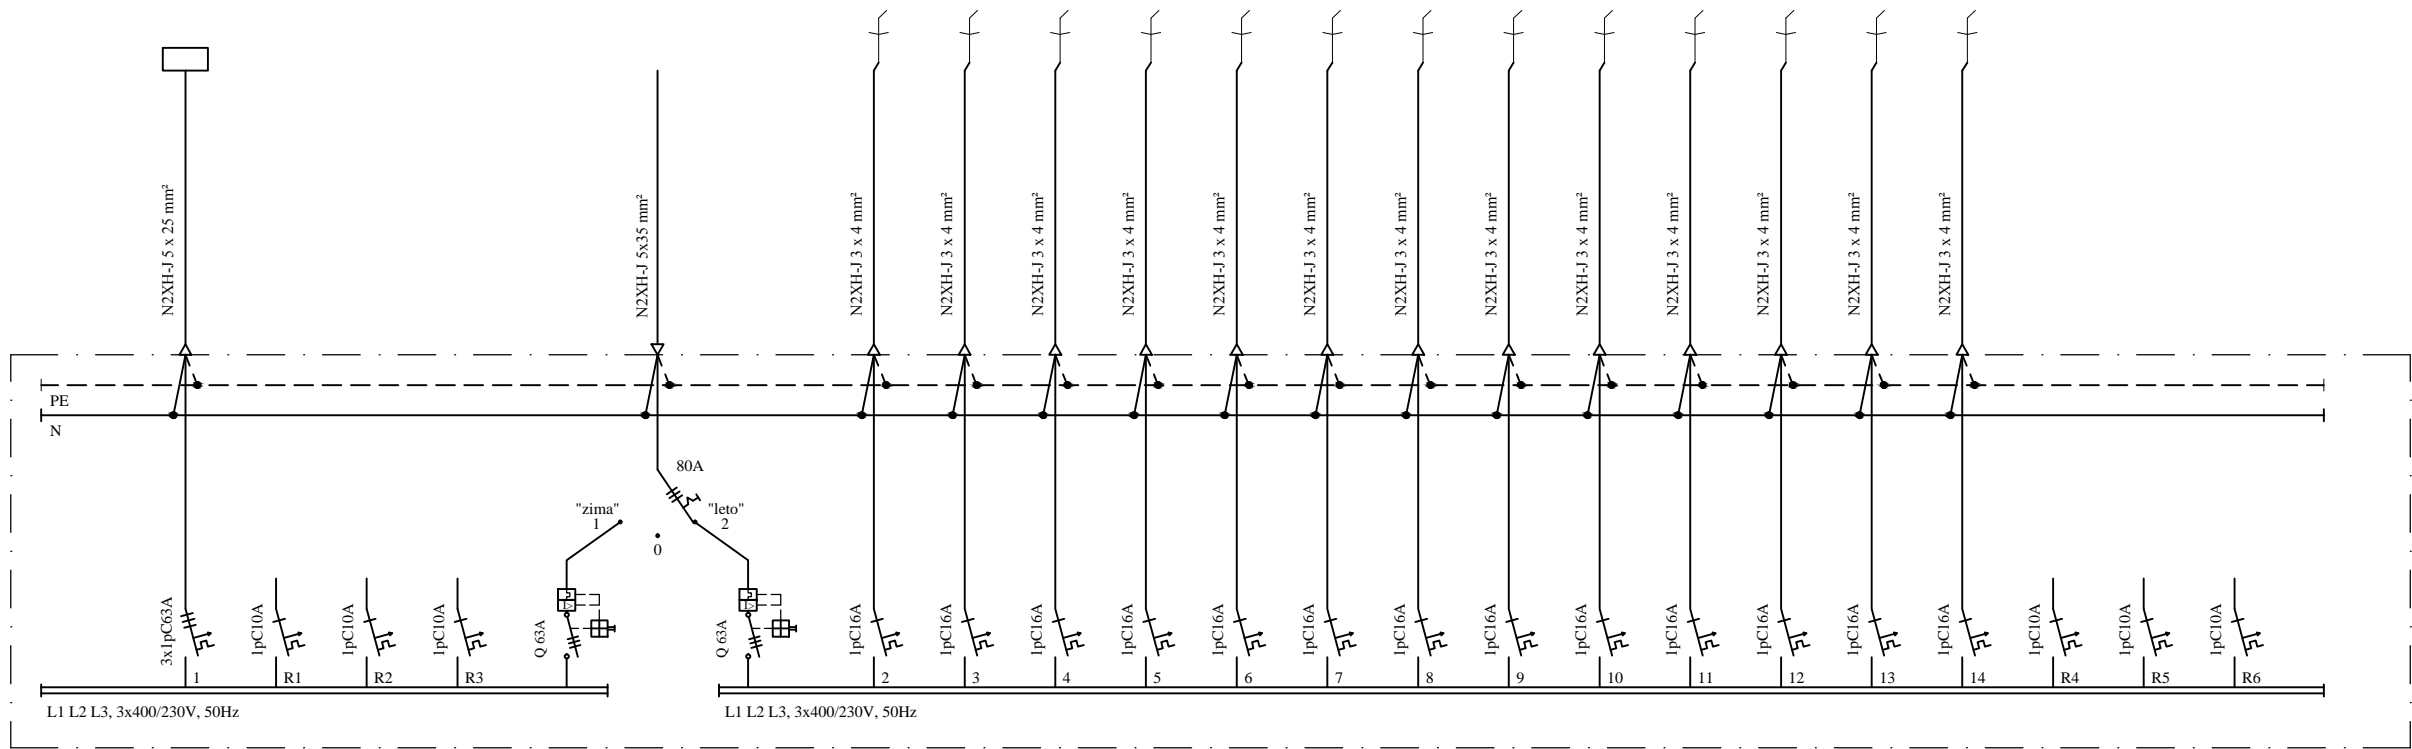 N2XH-J 5 x 25 mm²
N2XH-J 5x35 mm²
N2XH-J 3 x 4 mm²
N2XH-J 3 x 4 mm²
N2XH-J 3 x 4 mm²
N2XH-J 3 x 4 mm²
N2XH-J 3 x 4 mm²
N2XH-J 3 x 4 mm²
N2XH-J 3 x 4 mm²
N2XH-J 3 x 4 mm²
N2XH-J 3 x 4 mm²
N2XH-J 3 x 4 mm²
N2XH-J 3 x 4 mm²
N2XH-J 3 x 4 mm²
N2XH-J 3 x 4 mm²
PE
N
80A
"zima"
1
"leto"
2
0
3x1pC63A
1pC10A
1pC10A
1pC10A
Q 63A
I>
Q 63A
I>
1pC16A
1pC16A
1pC16A
1pC16A
1pC16A
1pC16A
1pC16A
1pC16A
1pC16A
1pC16A
1pC16A
1pC16A
1pC16A
1pC10A
1pC10A
1pC10A
1
R1
R2
R3
2
3
4
5
6
7
8
9
10
11
12
13
14
R4
R5
R6
L1 L2 L3, 3x400/230V, 50Hz
L1 L2 L3, 3x400/230V, 50Hz